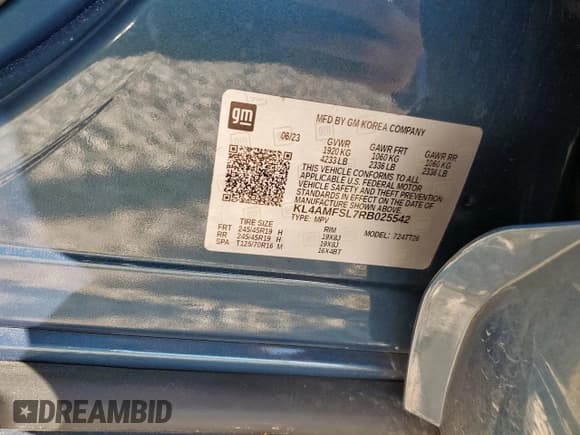 gm
MFD BY GM KOREA COMPANY
08/23 GVWR GAWR FRT GAWR RR
1920 KG 1060 KG 1060 KG
4233 LB 2336 LB 2336 LB
THIS VEHICLE CONFORMS TO ALL
APPLICABLE U.S. FEDERAL MOTOR
VEHICLE SAFETY AND THEFT PREVENTION
STANDARDS IN EFFECT ON THE DATE OF
MANUFACTURE SHOWN ABOVE.
KL4AMFSL7RB025542
TYPE: MPV
TIRE SIZE RIM MODEL: 724TT26
FRT 245/45R19 H 19X8J
RR 245/45R19 H 19X8J
SPA T125/70R16 M 16X4BT
DREAMBID